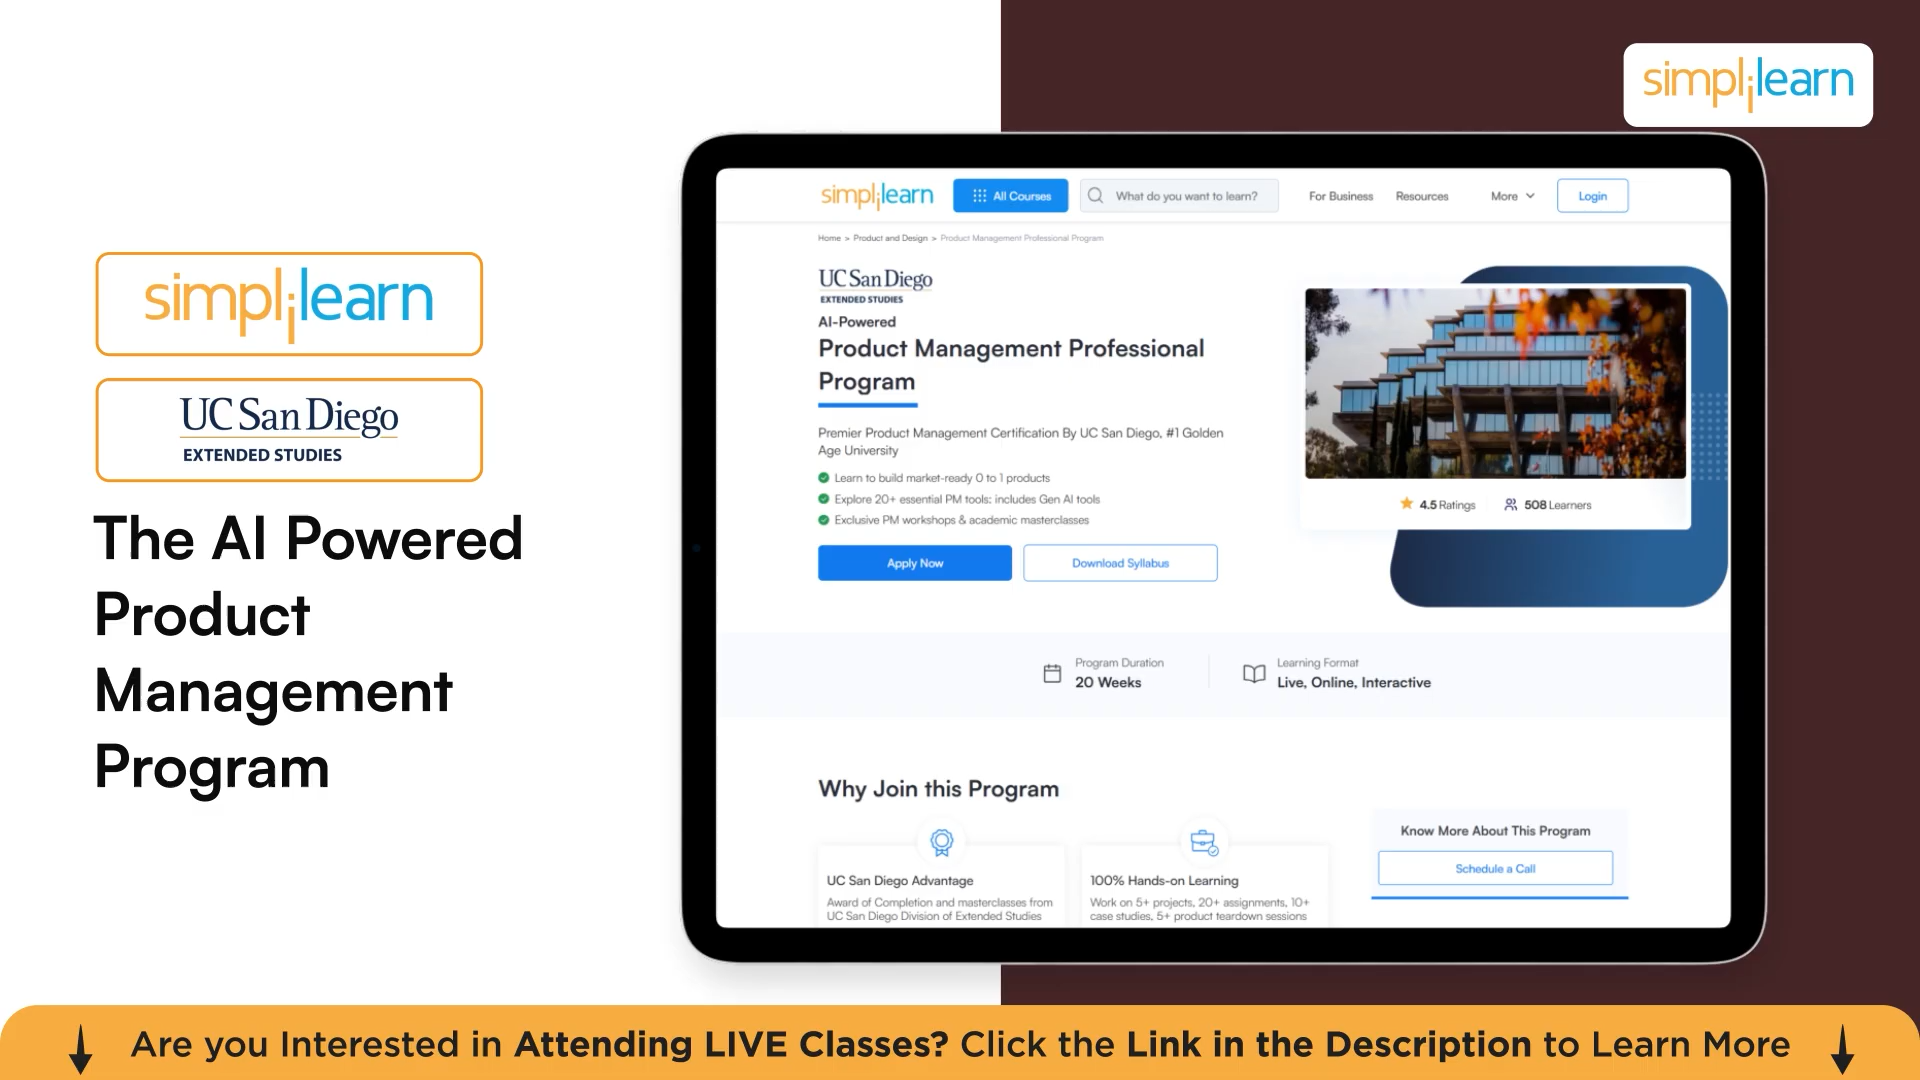 simplilearn
simplilearn
UC San Diego
EXTENDED STUDIES
The AI Powered
Product
Management
Program
simplilearn
All Courses
What do you want to learn?
For Business
Resources
More
Login
Home > Product and Design > Product Management Professional Program
UC San Diego
EXTENDED STUDIES
AI-Powered
Product Management Professional
Program
Premier Product Management Certification By UC San Diego, #1 Golden
Age University
Learn to build market-ready 0 to 1 products
Explore 20+ essential PM tools: includes Gen AI tools
Exclusive PM workshops & academic masterclasses
Apply Now
Download Syllabus
4.5 Ratings
508 Learners
Program Duration
20 Weeks
Learning Format
Live, Online, Interactive
Why Join this Program
UC San Diego Advantage
Award of Completion and masterclasses from
UC San Diego Division of Extended Studies
100% Hands-on Learning
Work on 5+ projects, 20+ assignments, 10+
case studies, 5+ product teardown sessions
Know More About This Program
Schedule a Call
Are you Interested in Attending LIVE Classes? Click the Link in the Description to Learn More